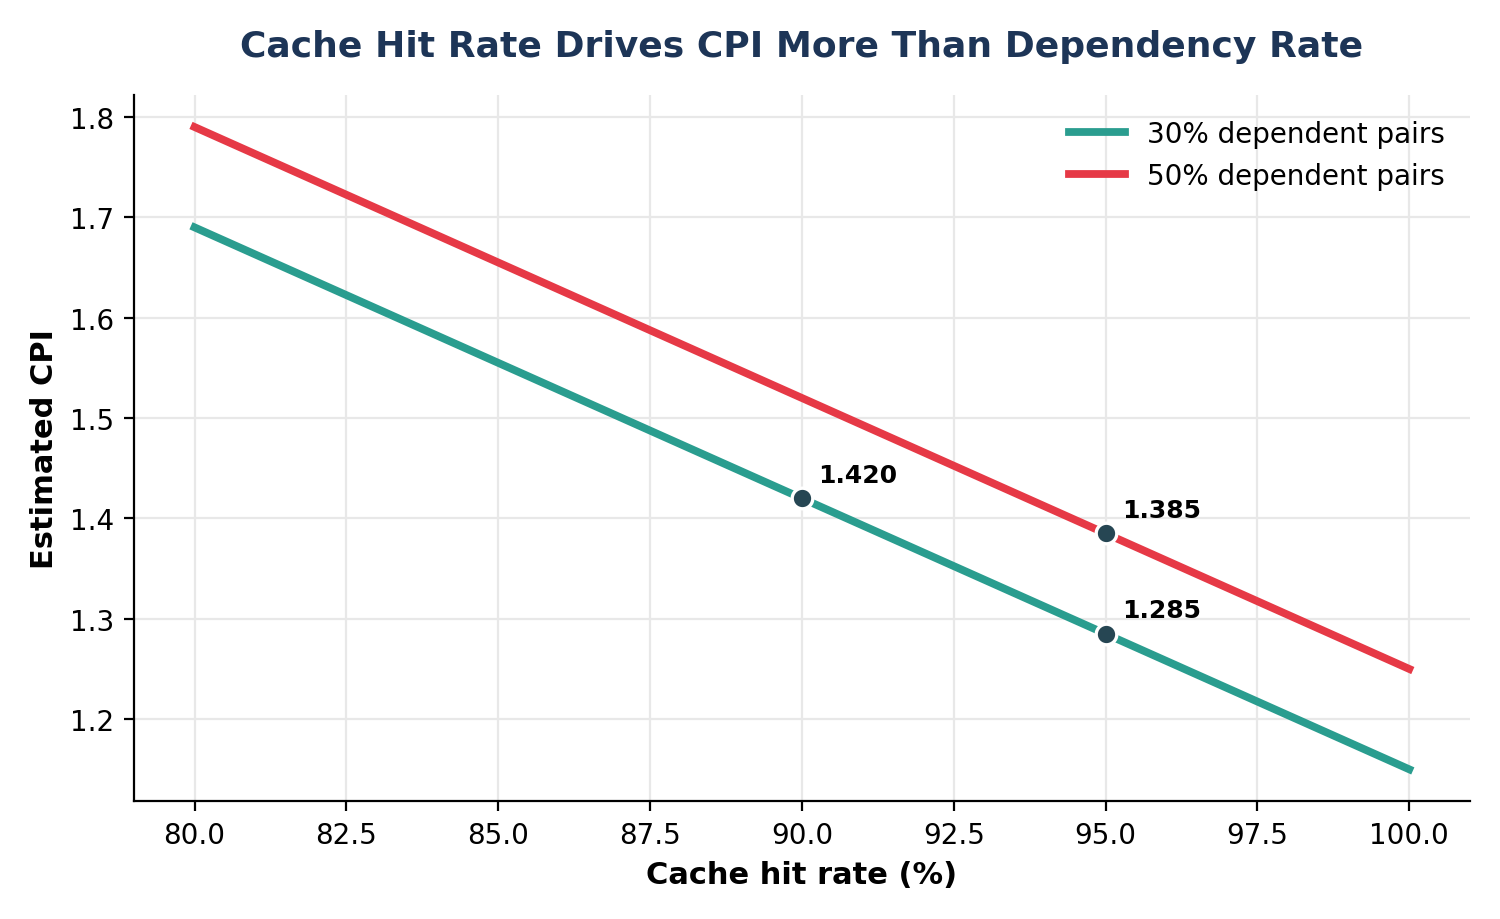 Cache Hit Rate Drives CPI More Than Dependency Rate
30% dependent pairs
50% dependent pairs
Estimated CPI
1.8
1.7
1.6
1.5
1.4
1.3
1.2
1.420
1.385
1.285
80.0 82.5 85.0 87.5 90.0 92.5 95.0 97.5 100.0
Cache hit rate (%)